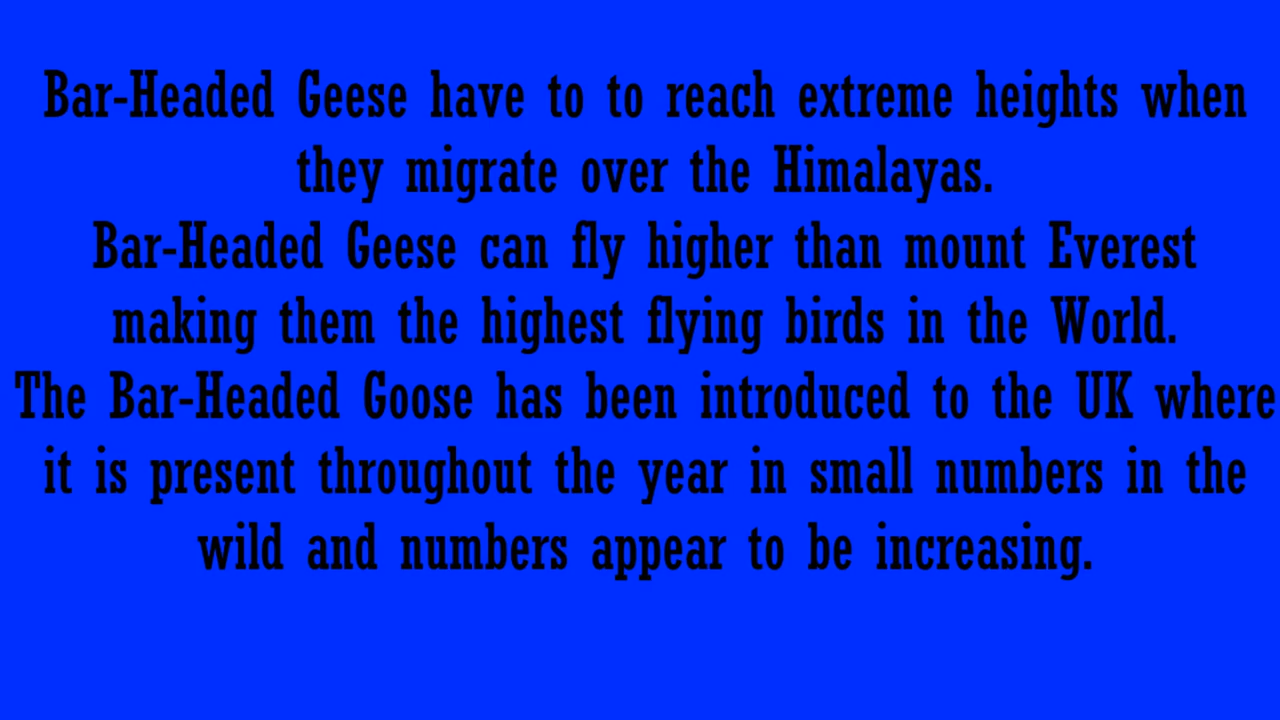 Bar-Headed Geese have to to reach extreme heights when
they migrate over the Himalayas.
Bar-Headed Geese can fly higher than mount Everest
making them the highest flying birds in the World.
The Bar-Headed Goose has been introduced to the UK where
it is present throughout the year in small numbers in the
wild and numbers appear to be increasing.